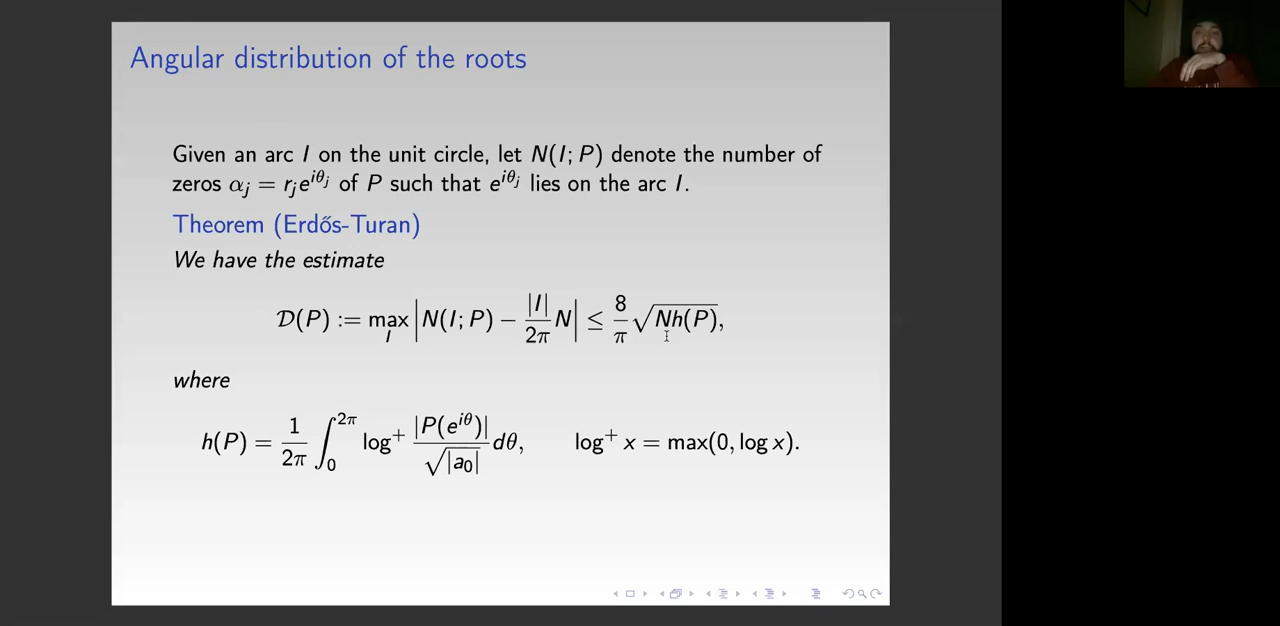 Angular distribution of the roots
Given an arc I on the unit circle, let N(I; P) denote the number of
zeros α_j = r_j e^{iθ_j} of P such that e^{iθ_j} lies on the arc I.
Theorem (Erdős-Turan)
We have the estimate
𝒟(P) := max_I |N(I; P) − |I|/2π N| ≤ 8/π √(Nh(P)),
where
h(P) = 1/2π ∫_0^{2π} log⁺ |P(e^{iθ})|/√|a_0| dθ,   log⁺ x = max(0, log x).